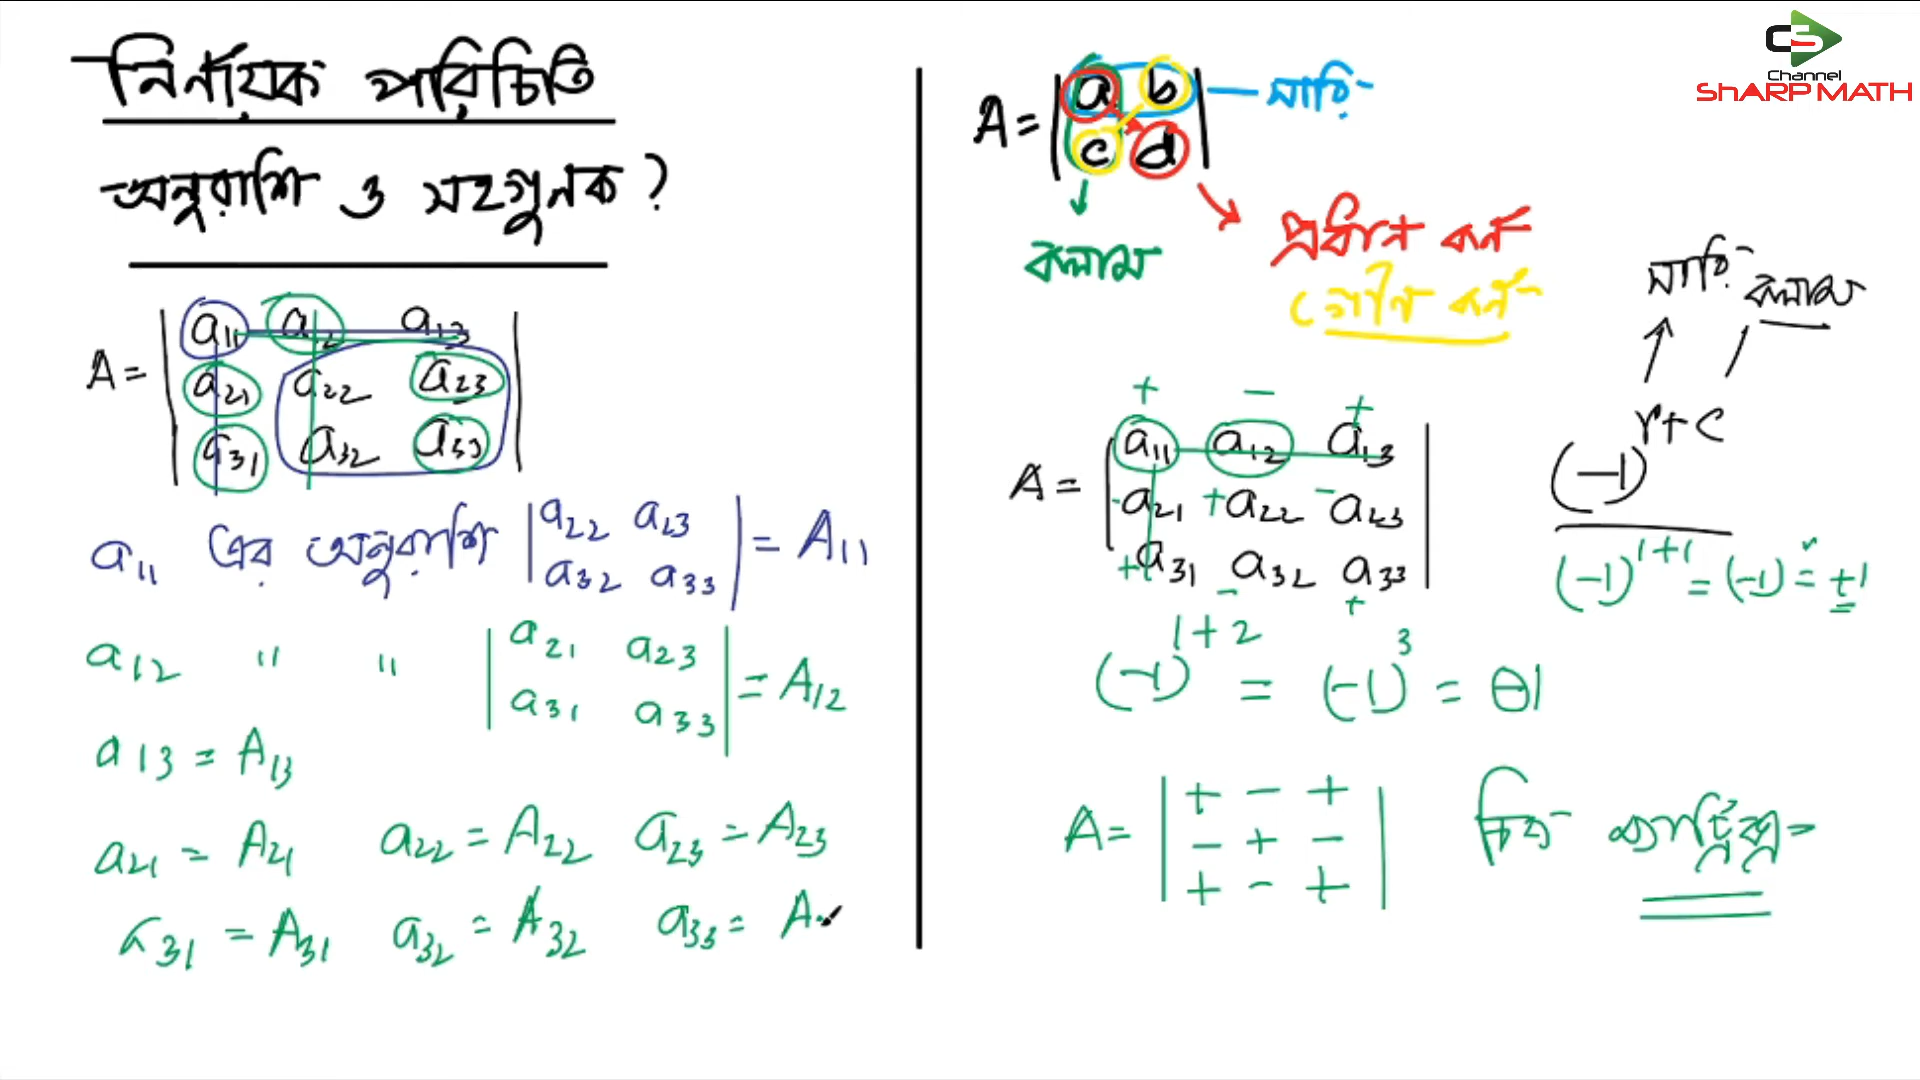 নির্ণায়ক পরিচিতি
অনুরাশি ও সহগুনক ?
A = | a11 a12 a13 |
| a21 a22 a23 |
| a31 a32 a33 |
a11 এর অনুরাশি | a22 a23 | = A11
| a32 a33 |
a12 " " | a21 a23 | = A12
| a31 a33 |
a13 = A13
a21 = A21 a22 = A22 a23 = A23
a31 = A31 a32 = A32 a33 = A
A = | a b | সারি
| c d |
কলাম
প্রধান কর্ণ
গৌন কর্ণ
সারি কলাম
r+c
(-1)
+ - +
A = | a11 a12 a13 |
| - a21 + a22 - a23 |
| + a31 a32 a33 |
- +
(-1)^1+1 = (-1)^2 = +1
(-1)^1+2 = (-1)^3 = -1
A = | + - + |
| - + - |
| + - + |
চিহ্ন
Channel
SHARP MATH